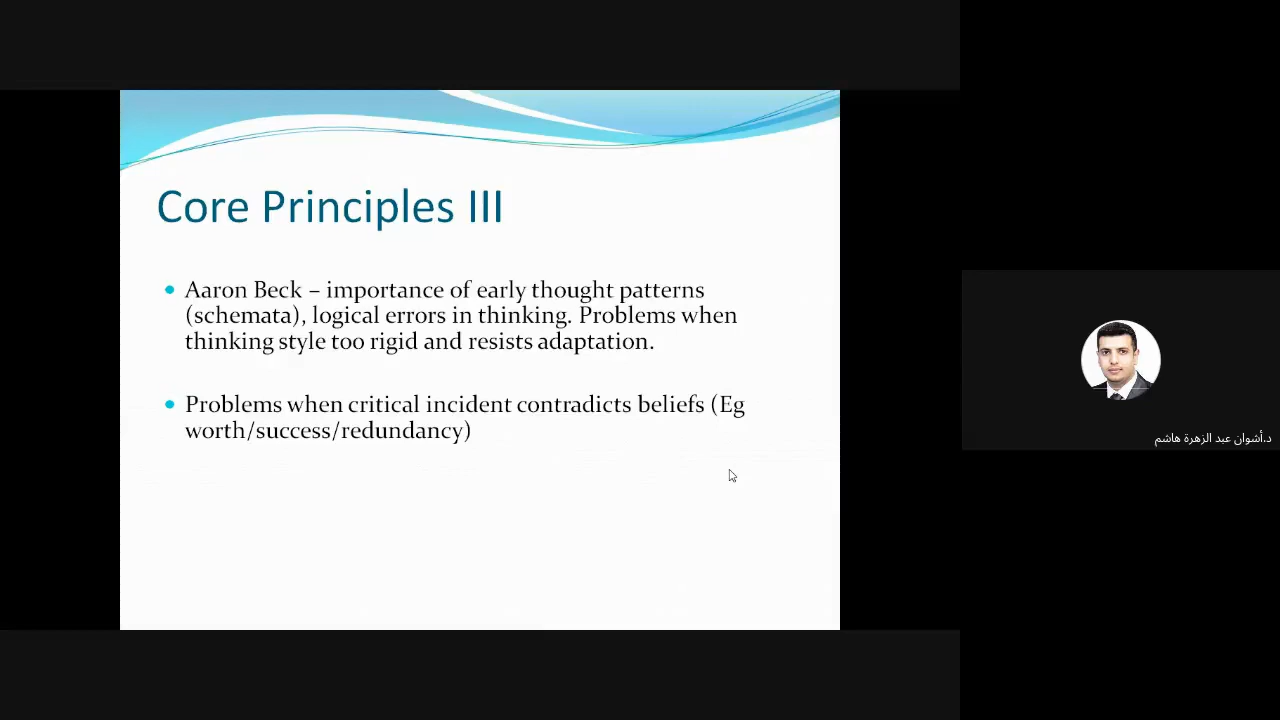 Core Principles III
Aaron Beck – importance of early thought patterns
(schemata), logical errors in thinking. Problems when
thinking style too rigid and resists adaptation.
Problems when critical incident contradicts beliefs (Eg
worth/success/redundancy)
د.أشوان عبد الزهرة هاشم